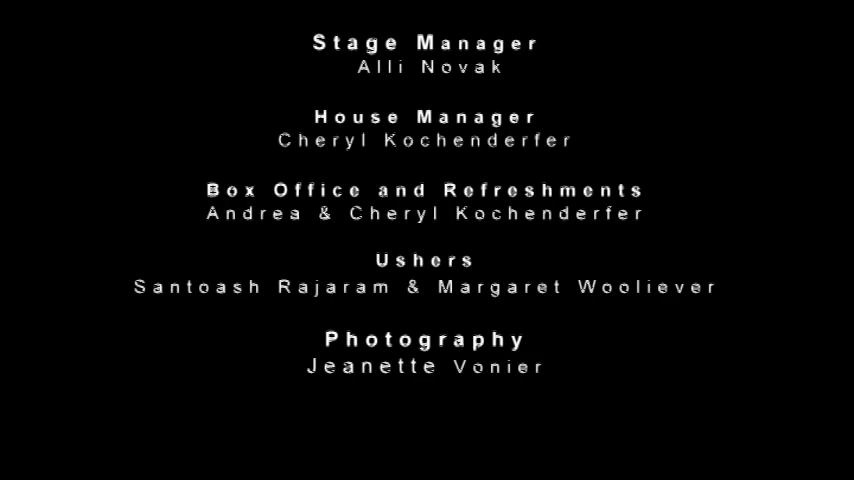 Stage Manager
Alli Novak
House Manager
Cheryl Kochenderfer
Box Office and Refreshments
Andrea & Cheryl Kochenderfer
Ushers
Santoash Rajaram & Margaret Wooliever
Photography
Jeanette Vonier